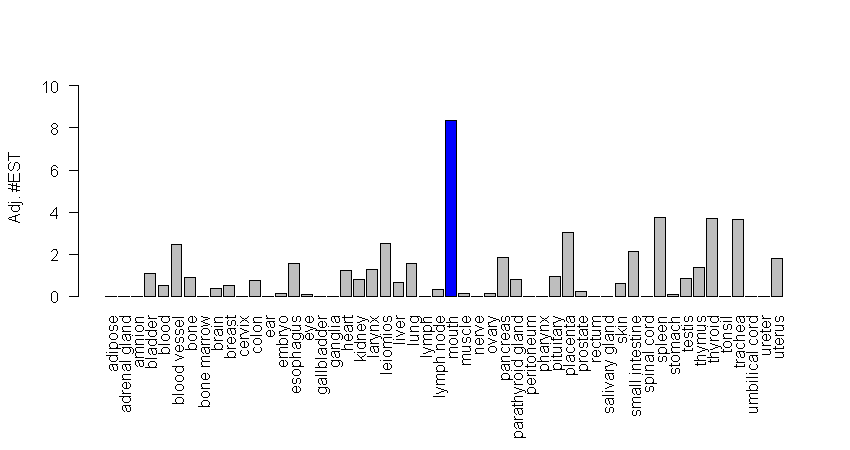 Adj. #EST
10
8
6
4
2
0
adipose
adrenal gland
amnion
bladder
blood
blood vessel
bone
bone marrow
brain
breast
cervix
colon
ear
embryo
esophagus
eye
gallbladder
ganglia
heart
kidney
larynx
leiomios
liver
lung
lymph
lymph node
mouth
muscle
nerve
ovary
pancreas
parathyroid gland
peritoneum
pharynx
pituitary
placenta
prostate
rectum
salivary gland
skin
small intestine
spinal cord
spleen
stomach
testis
thymus
thyroid
tonsil
trachea
umbilical cord
ureter
uterus